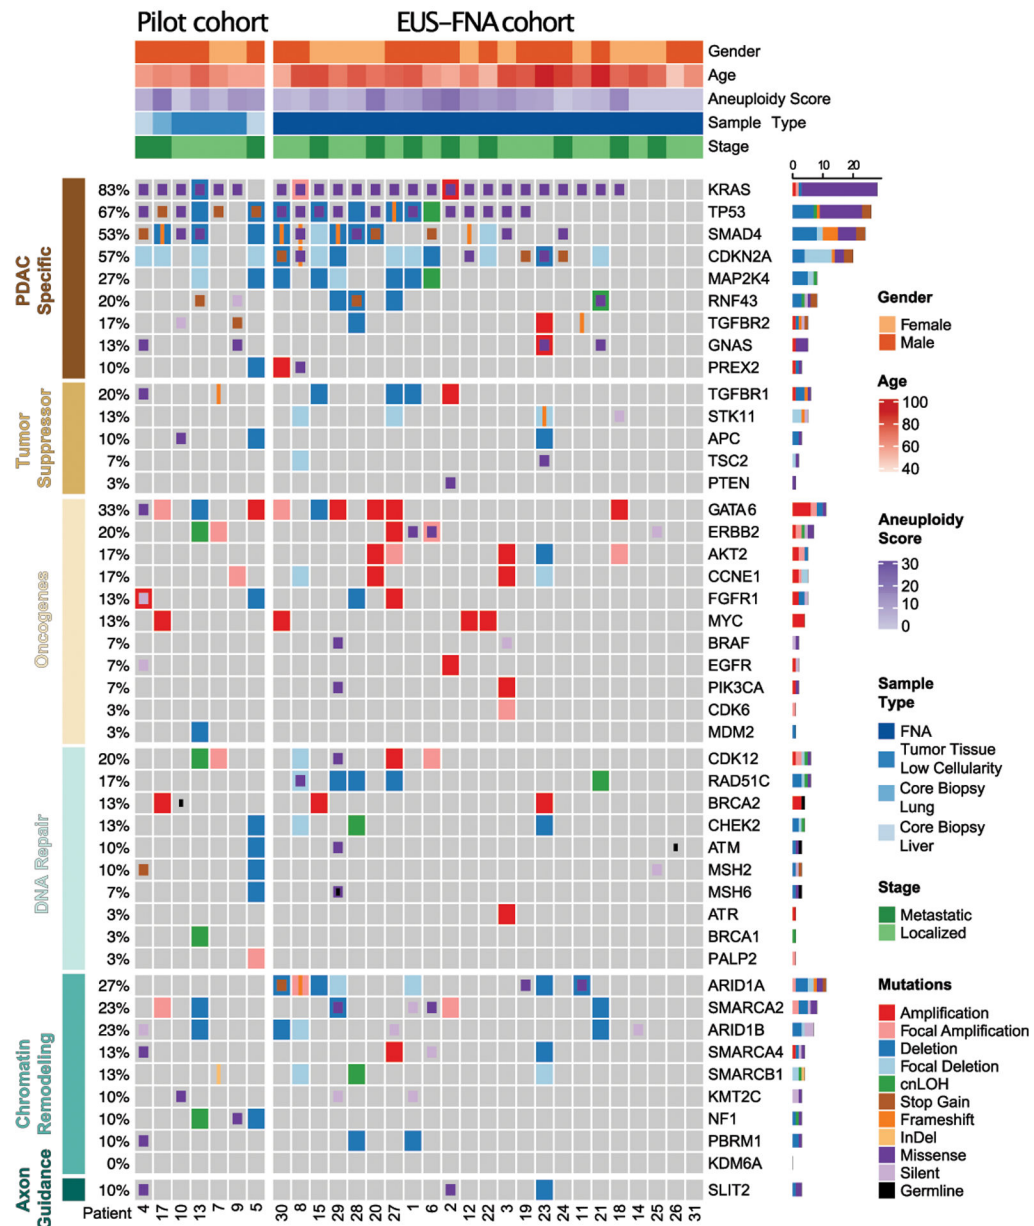 Pilot cohort
EUS–FNA cohort
Gender
Age
Aneuploidy Score
Sample Type
Stage
0 10 20
PDAC
Specific
83% KRAS
67% TP53
53% SMAD4
57% CDKN2A
27% MAP2K4
20% RNF43
17% TGFBR2
13% GNAS
10% PREX2
Tumor
Suppressor
20% TGFBR1
13% STK11
10% APC
7% TSC2
3% PTEN
Oncogenes
33% GATA6
20% ERBB2
17% AKT2
17% CCNE1
13% FGFR1
13% MYC
7% BRAF
7% EGFR
7% PIK3CA
3% CDK6
3% MDM2
DNA Repair
20% CDK12
17% RAD51C
13% BRCA2
13% CHEK2
10% ATM
10% MSH2
7% MSH6
3% ATR
3% BRCA1
3% PALP2
Chromatin
Remodeling
27% ARID1A
23% SMARCA2
23% ARID1B
13% SMARCA4
13% SMARCB1
10% KMT2C
10% NF1
10% PBRM1
0% KDM6A
Axon
Guidance
10% SLIT2
Patient 4 17 10 13 7 9 5 30 8 15 29 28 20 27 1 6 2 12 22 3 19 23 24 11 21 18 14 25 26 31
Gender
Female
Male
Age
100
80
60
40
Aneuploidy
Score
30
20
10
0
Sample
Type
FNA
Tumor Tissue
Low Cellularity
Core Biopsy
Lung
Core Biopsy
Liver
Stage
Metastatic
Localized
Mutations
Amplification
Focal Amplification
Deletion
Focal Deletion
cnLOH
Stop Gain
Frameshift
InDel
Missense
Silent
Germline